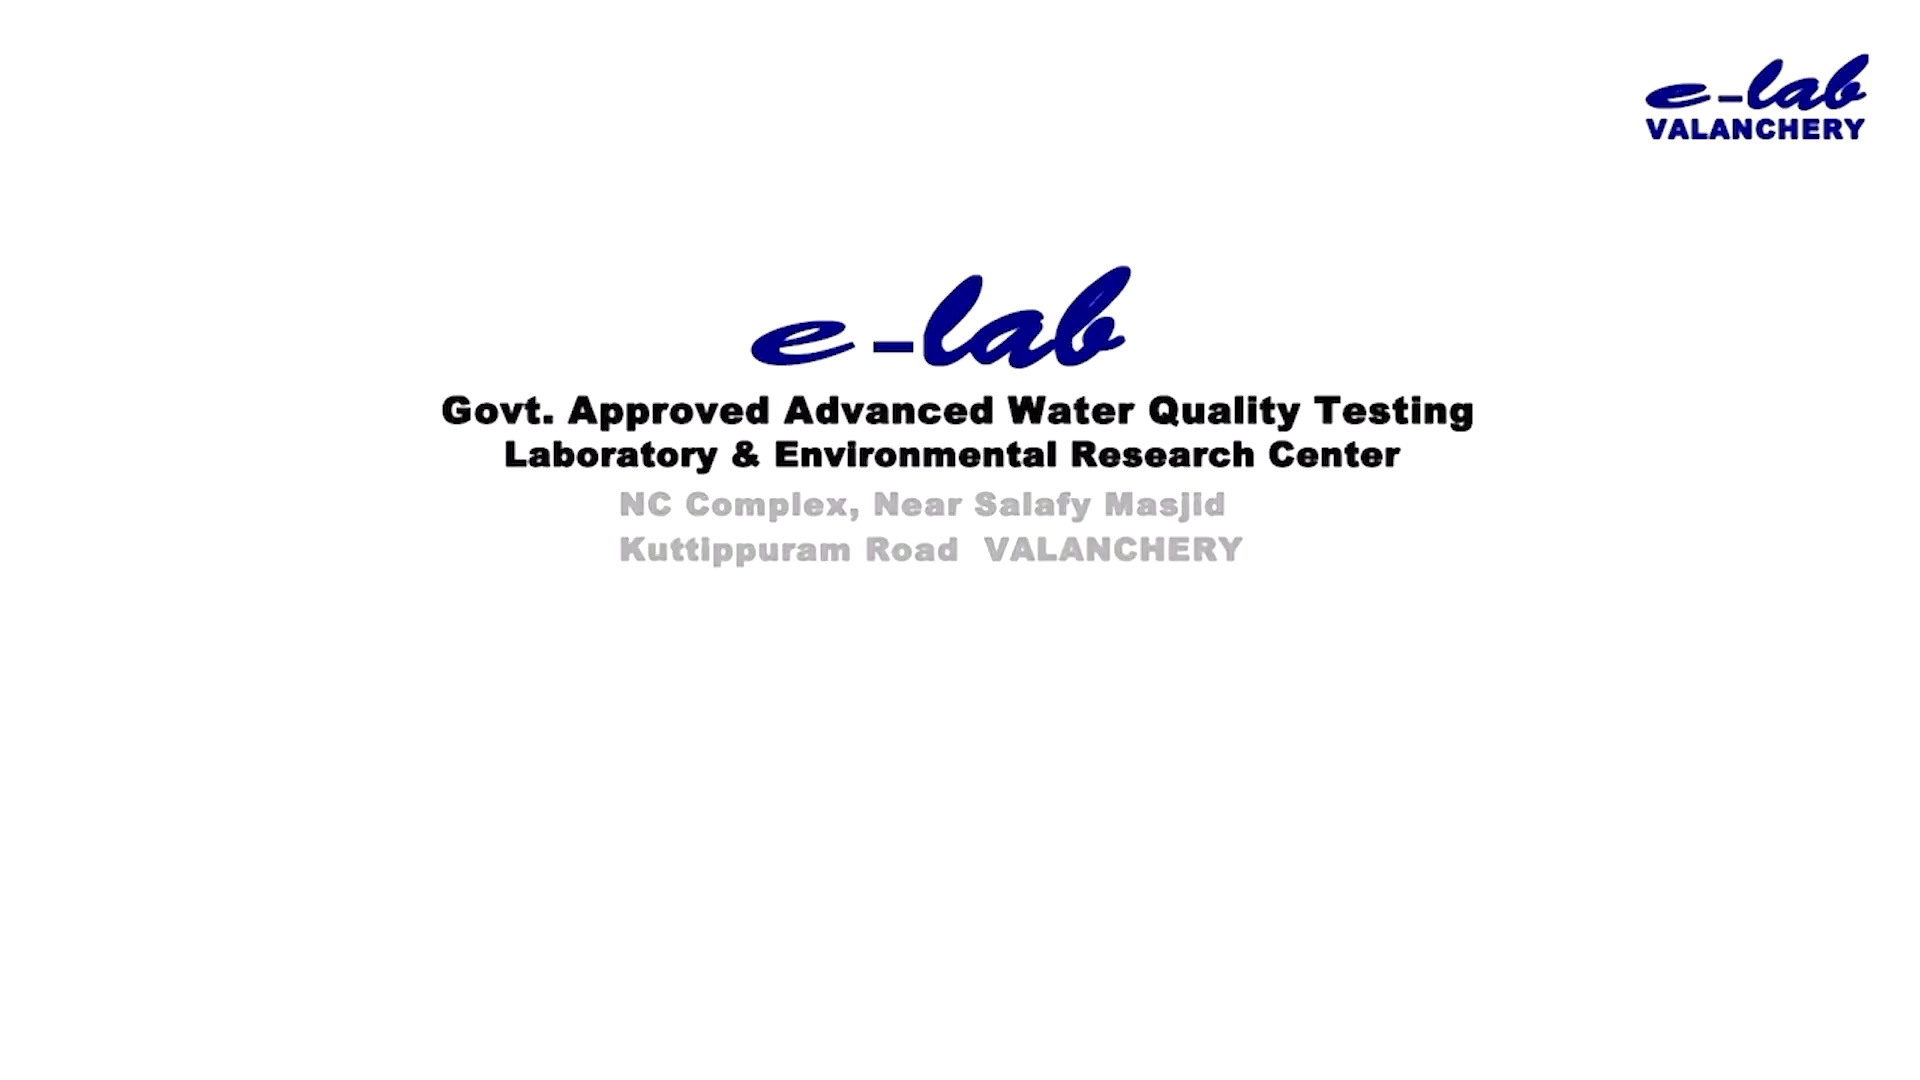 e-lab
VALANCHERY
e-lab
Govt. Approved Advanced Water Quality Testing
Laboratory & Environmental Research Center
NC Complex, Near Salafy Masjid
Kuttippuram Road VALANCHERY